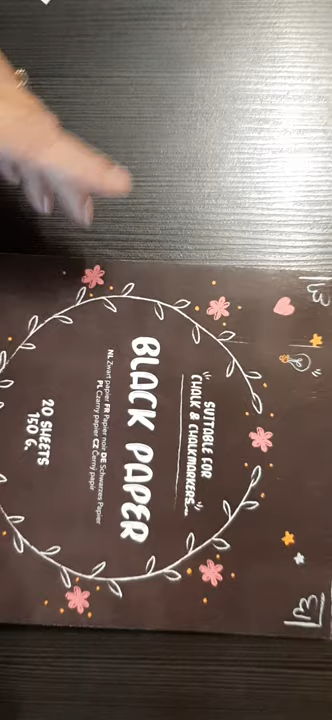 "SUITABLE FOR
CHALK & CHALKMARKERS..."
BLACK PAPER
NL Zwart papier FR Papier noir DE Schwarzes Papier
PL Czarny papier CZ Černý papír
20 SHEETS
150 G.